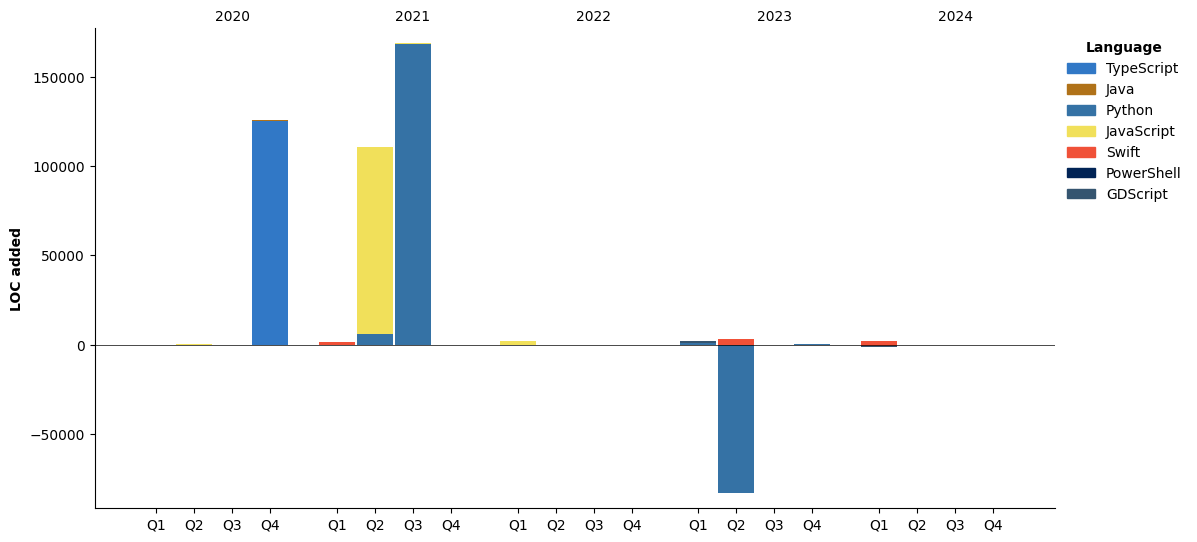 2020 2021 2022 2023 2024
Language
TypeScript
Java
Python
JavaScript
Swift
PowerShell
GDScript
LOC added
150000
100000
50000
0
−50000
Q1 Q2 Q3 Q4 Q1 Q2 Q3 Q4 Q1 Q2 Q3 Q4 Q1 Q2 Q3 Q4 Q1 Q2 Q3 Q4